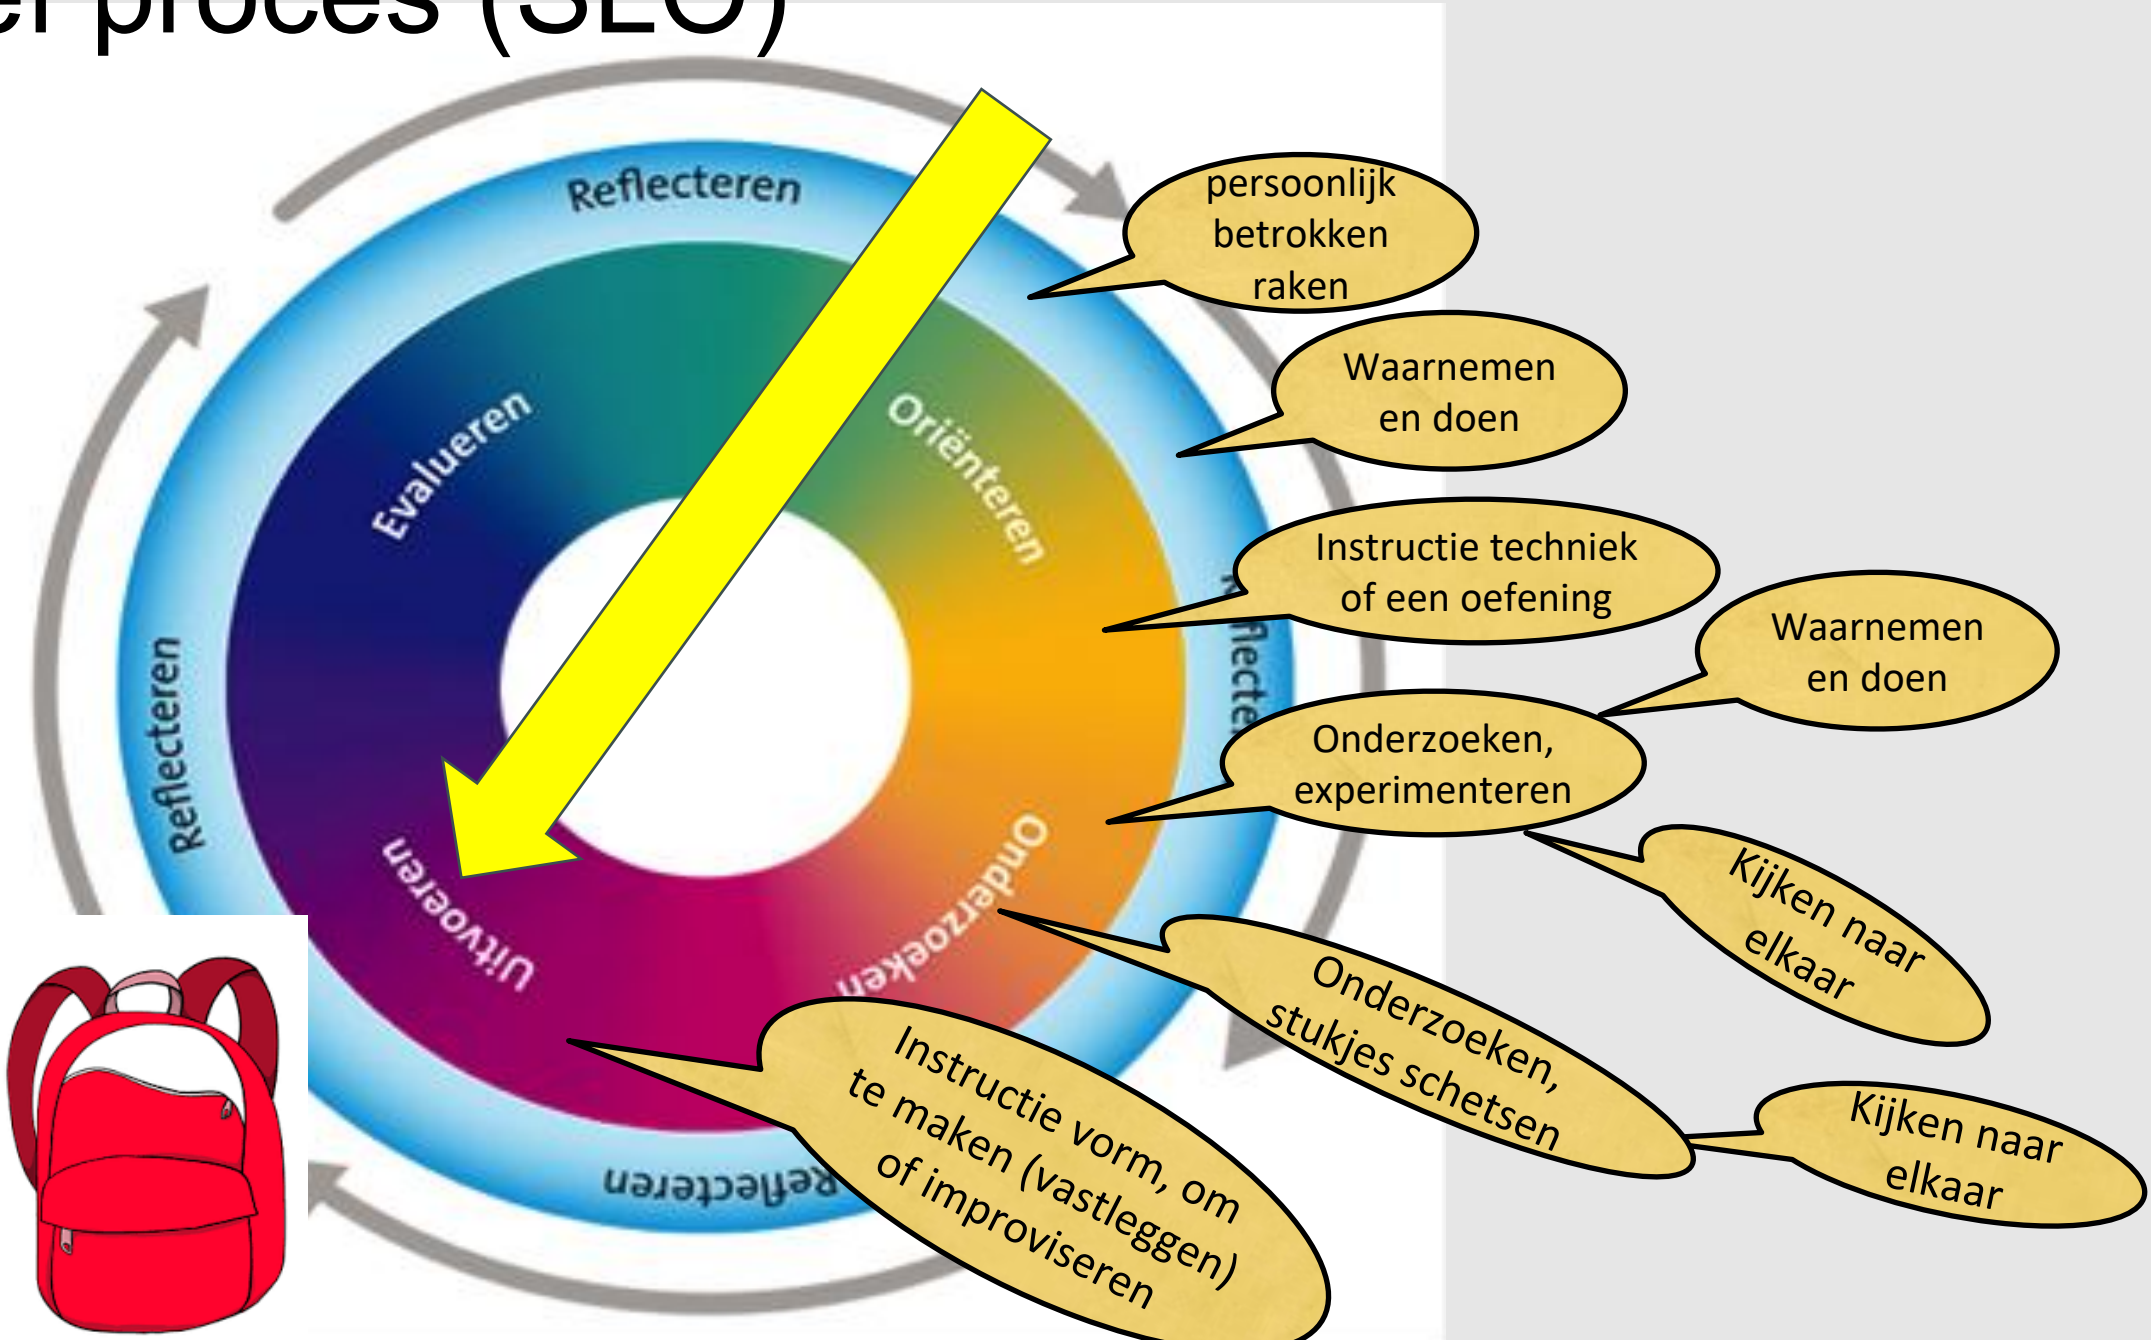 proces (SLO)
Reflecteren
Evalueren
Oriënteren
Onderzoeken
Uitvoeren
Reflecteren
Reflecteren
persoonlijk
betrokken
raken
Waarnemen
en doen
Instructie techniek
of een oefening
Waarnemen
en doen
Onderzoeken,
experimenteren
Kijken naar
elkaar
Onderzoeken,
stukjes schetsen
Kijken naar
elkaar
Instructie vorm, om
te maken (vastleggen)
of improviseren